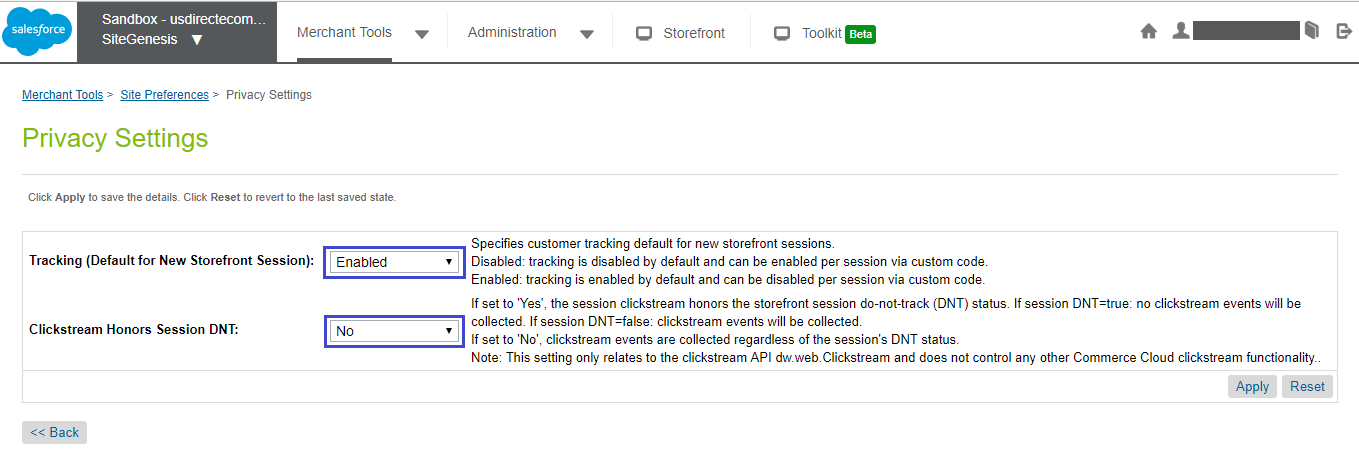 salesforce
Sandbox - usdirectecom...
SiteGenesis
Merchant Tools
Administration
Storefront
Toolkit Beta
Merchant Tools > Site Preferences > Privacy Settings
Privacy Settings
Click Apply to save the details. Click Reset to revert to the last saved state.
Tracking (Default for New Storefront Session):
Enabled
Specifies customer tracking default for new storefront sessions.
Disabled: tracking is disabled by default and can be enabled per session via custom code.
Enabled: tracking is enabled by default and can be disabled per session via custom code.
Clickstream Honors Session DNT:
No
If set to 'Yes', the session clickstream honors the storefront session do-not-track (DNT) status. If session DNT=true: no clickstream events will be
collected. If session DNT=false: clickstream events will be collected.
If set to 'No', clickstream events are collected regardless of the session's DNT status.
Note: This setting only relates to the clickstream API dw.web.Clickstream and does not control any other Commerce Cloud clickstream functionality..
Apply
Reset
<< Back